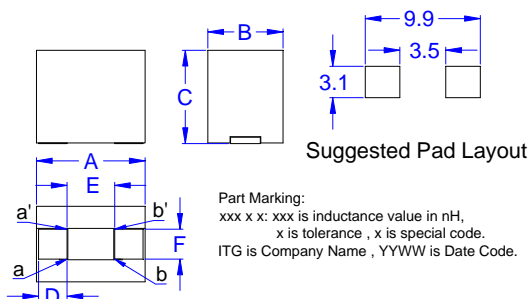 9.9
3.5
3.1
B
C
A
E
a'
b'
F
a
b
D
Suggested Pad Layout
Part Marking:
xxx x x: xxx is inductance value in nH,
x is tolerance , x is special code.
ITG is Company Name , YYWW is Date Code.